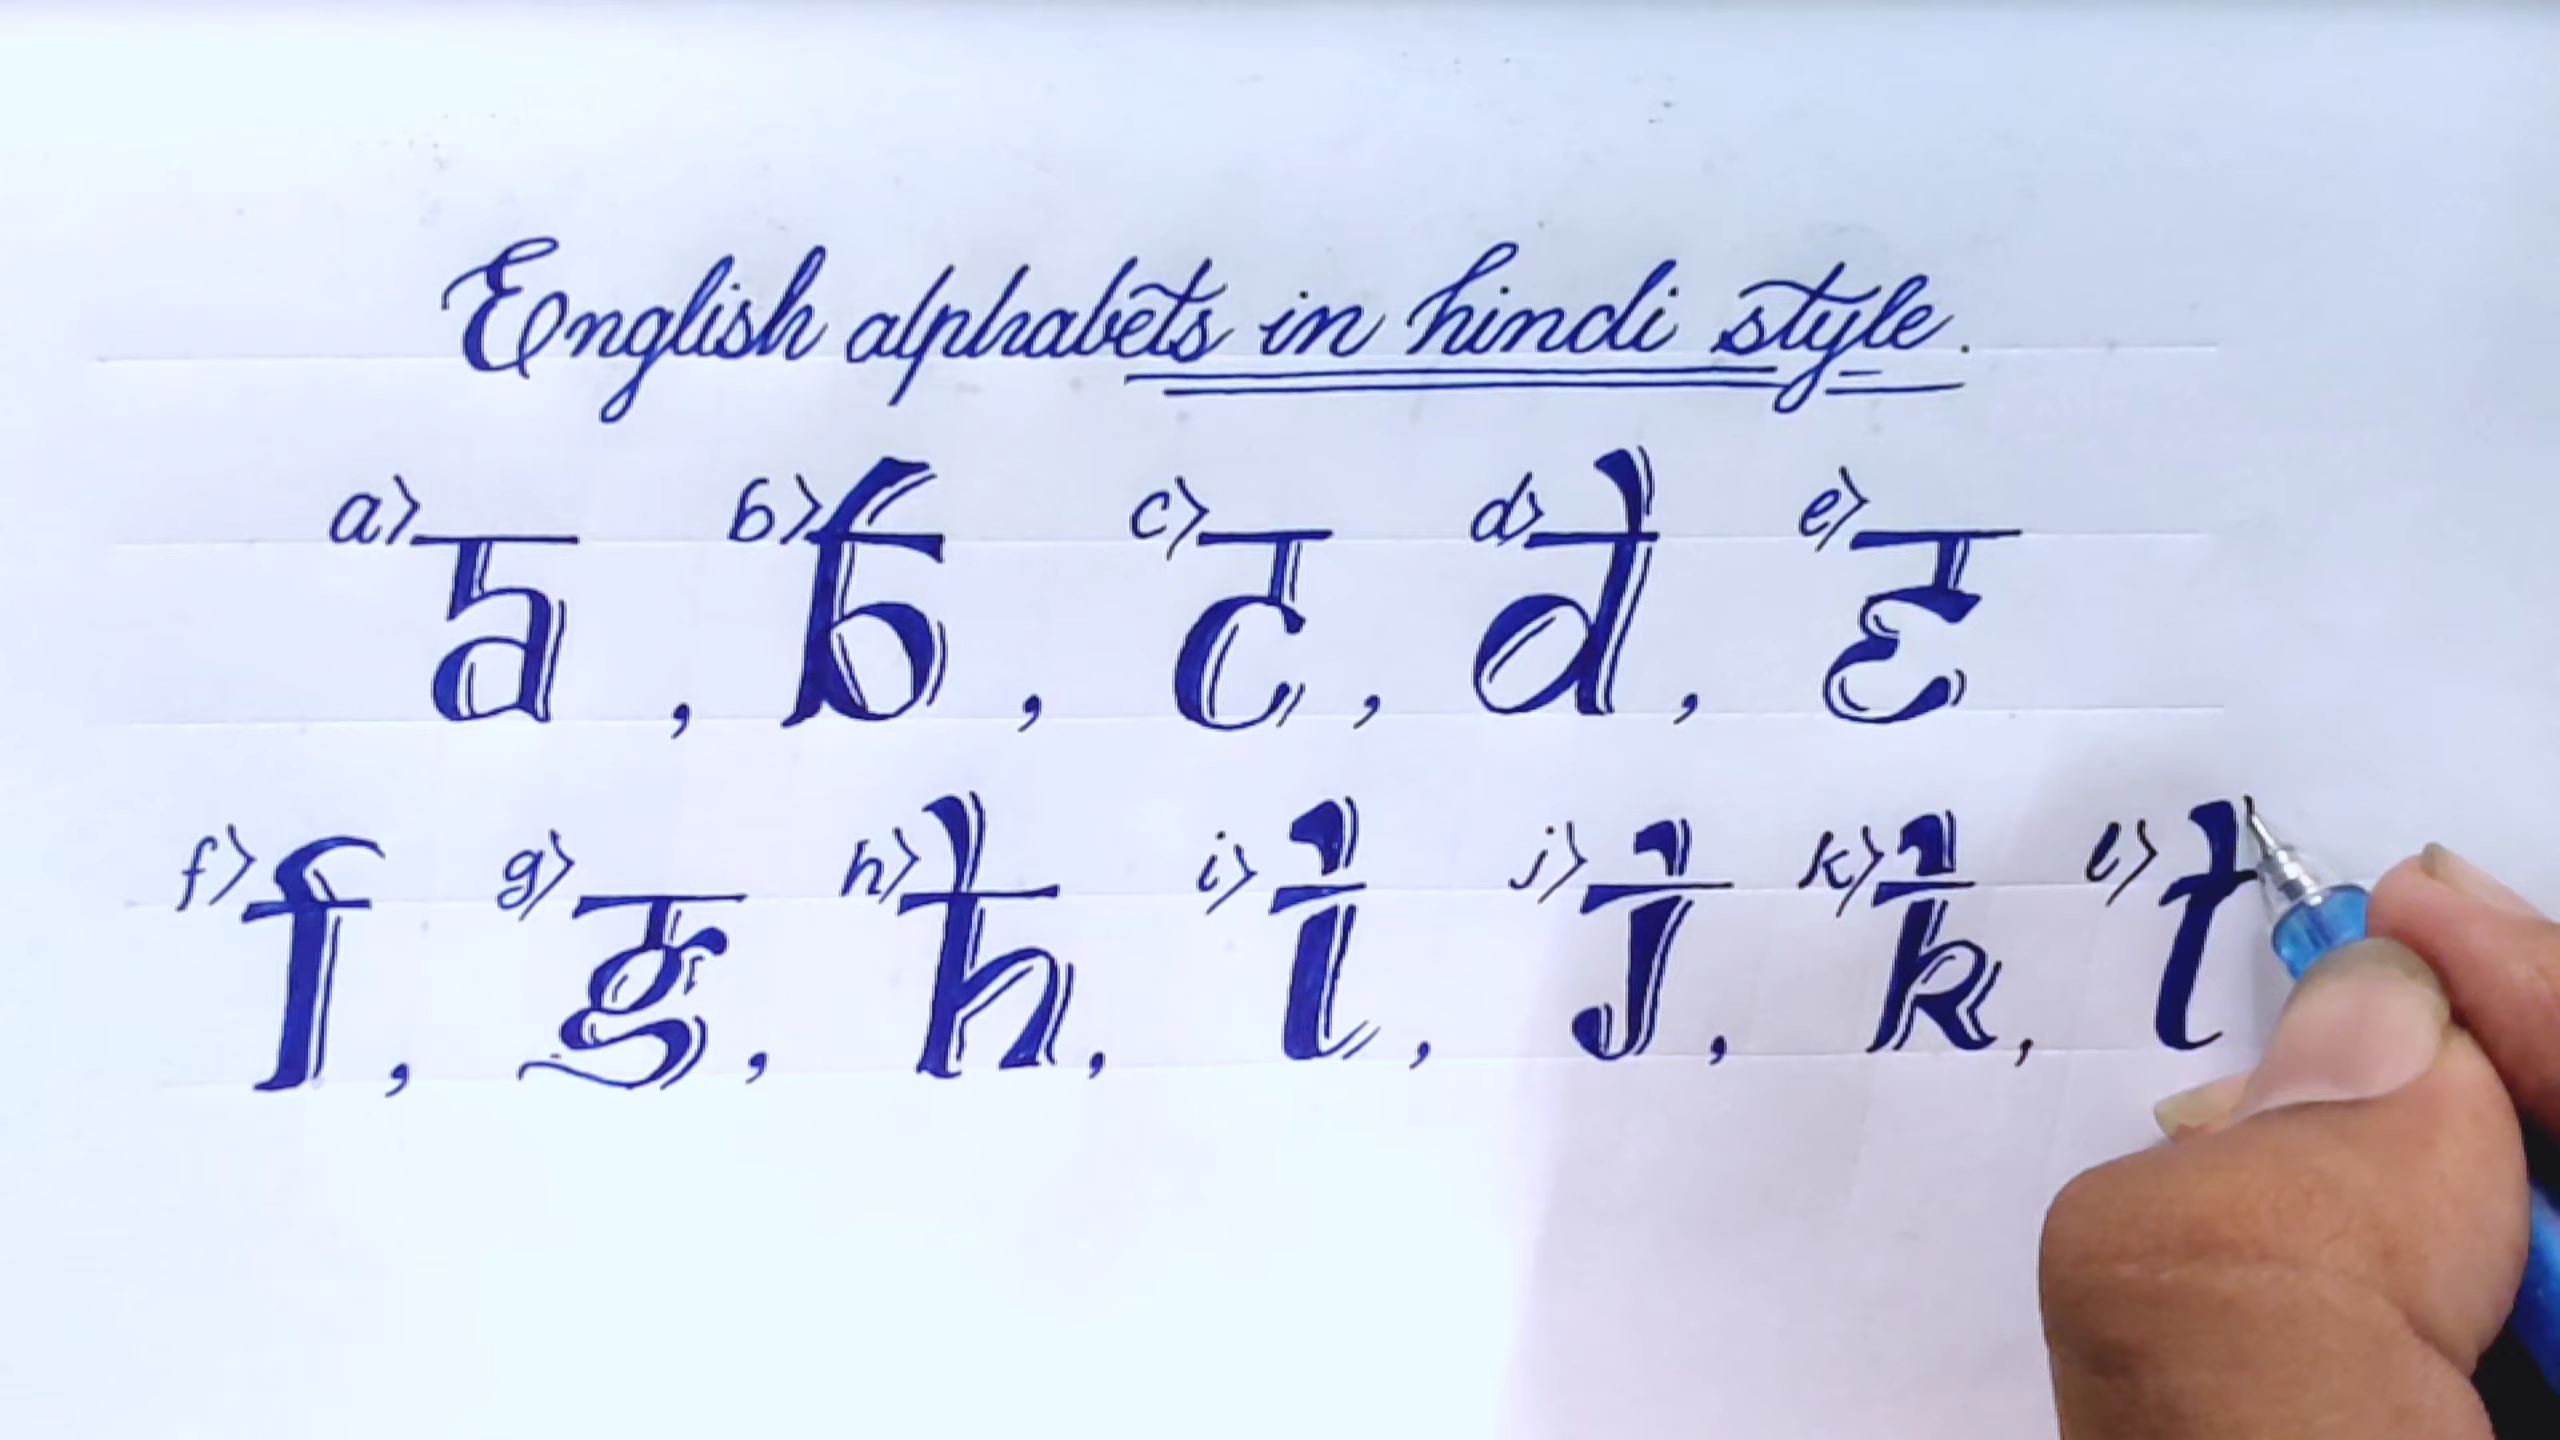 English alphabets in hindi style.
a> a, b> b, c> c, d> d, e> e
f> f, g> g, h> h, i> i, j> j, k> k, l> l